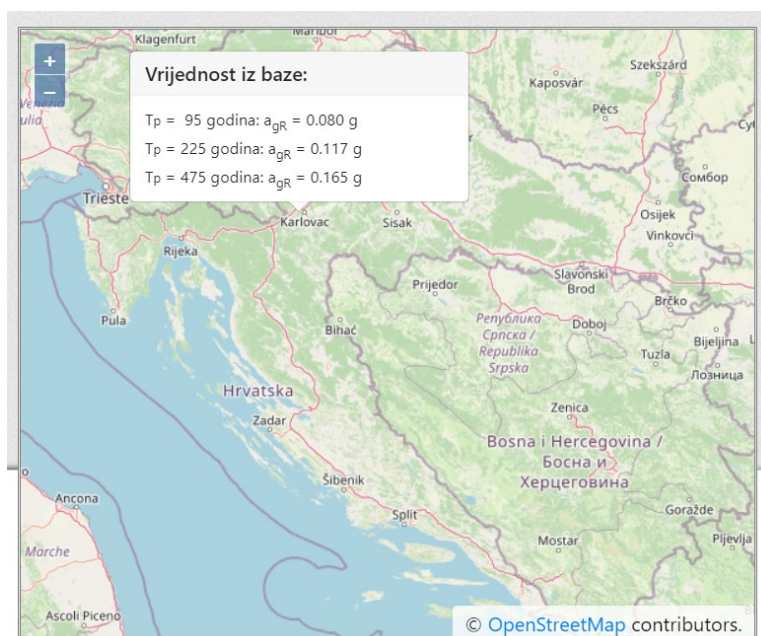 Klagenfurt
Maribor
+
−
Vrijednost iz baze:
Tp = 95 godina: agR = 0.080 g
Tp = 225 godina: agR = 0.117 g
Tp = 475 godina: agR = 0.165 g
Szekszárd
Kaposvár
Pécs
Сомбор
Trieste
Karlovac
Sisak
Osijek
Vinkovci
Rijeka
Prijedor
Slavonski
Brod
Brčko
Pula
Bihać
Република
Српска /
Republika
Srpska
Doboj
Bijeljina
Tuzla
Лозница
Hrvatska
Zenica
Zadar
Bosna i Hercegovina /
Босна и
Херцеговина
Šibenik
Ancona
Split
Goražde
Mostar
Pljevlja
Marche
Ascoli Piceno
© OpenStreetMap contributors.